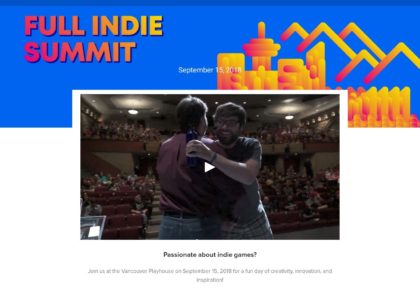 FULL INDIE
SUMMIT
September 15, 2018
Passionate about indie games?
Join us at the Vancouver Playhouse on September 15, 2018 for a fun day of creativity, innovation, and
inspiration!